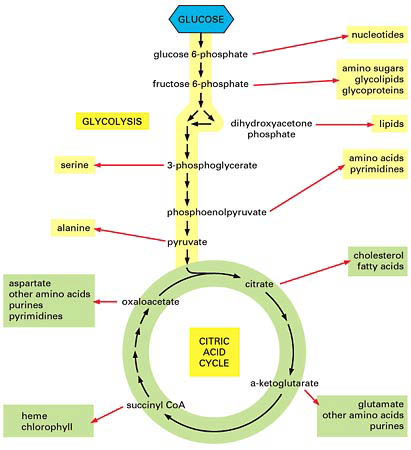 GLUCOSE
glucose 6-phosphate
nucleotides
fructose 6-phosphate
amino sugars
glycolipids
glycoproteins
GLYCOLYSIS
dihydroxyacetone
phosphate
lipids
serine
3-phosphoglycerate
amino acids
pyrimidines
phosphoenolpyruvate
alanine
pyruvate
cholesterol
fatty acids
citrate
aspartate
other amino acids
purines
pyrimidines
oxaloacetate
CITRIC
ACID
CYCLE
a-ketoglutarate
succinyl CoA
heme
chlorophyll
glutamate
other amino acids
purines